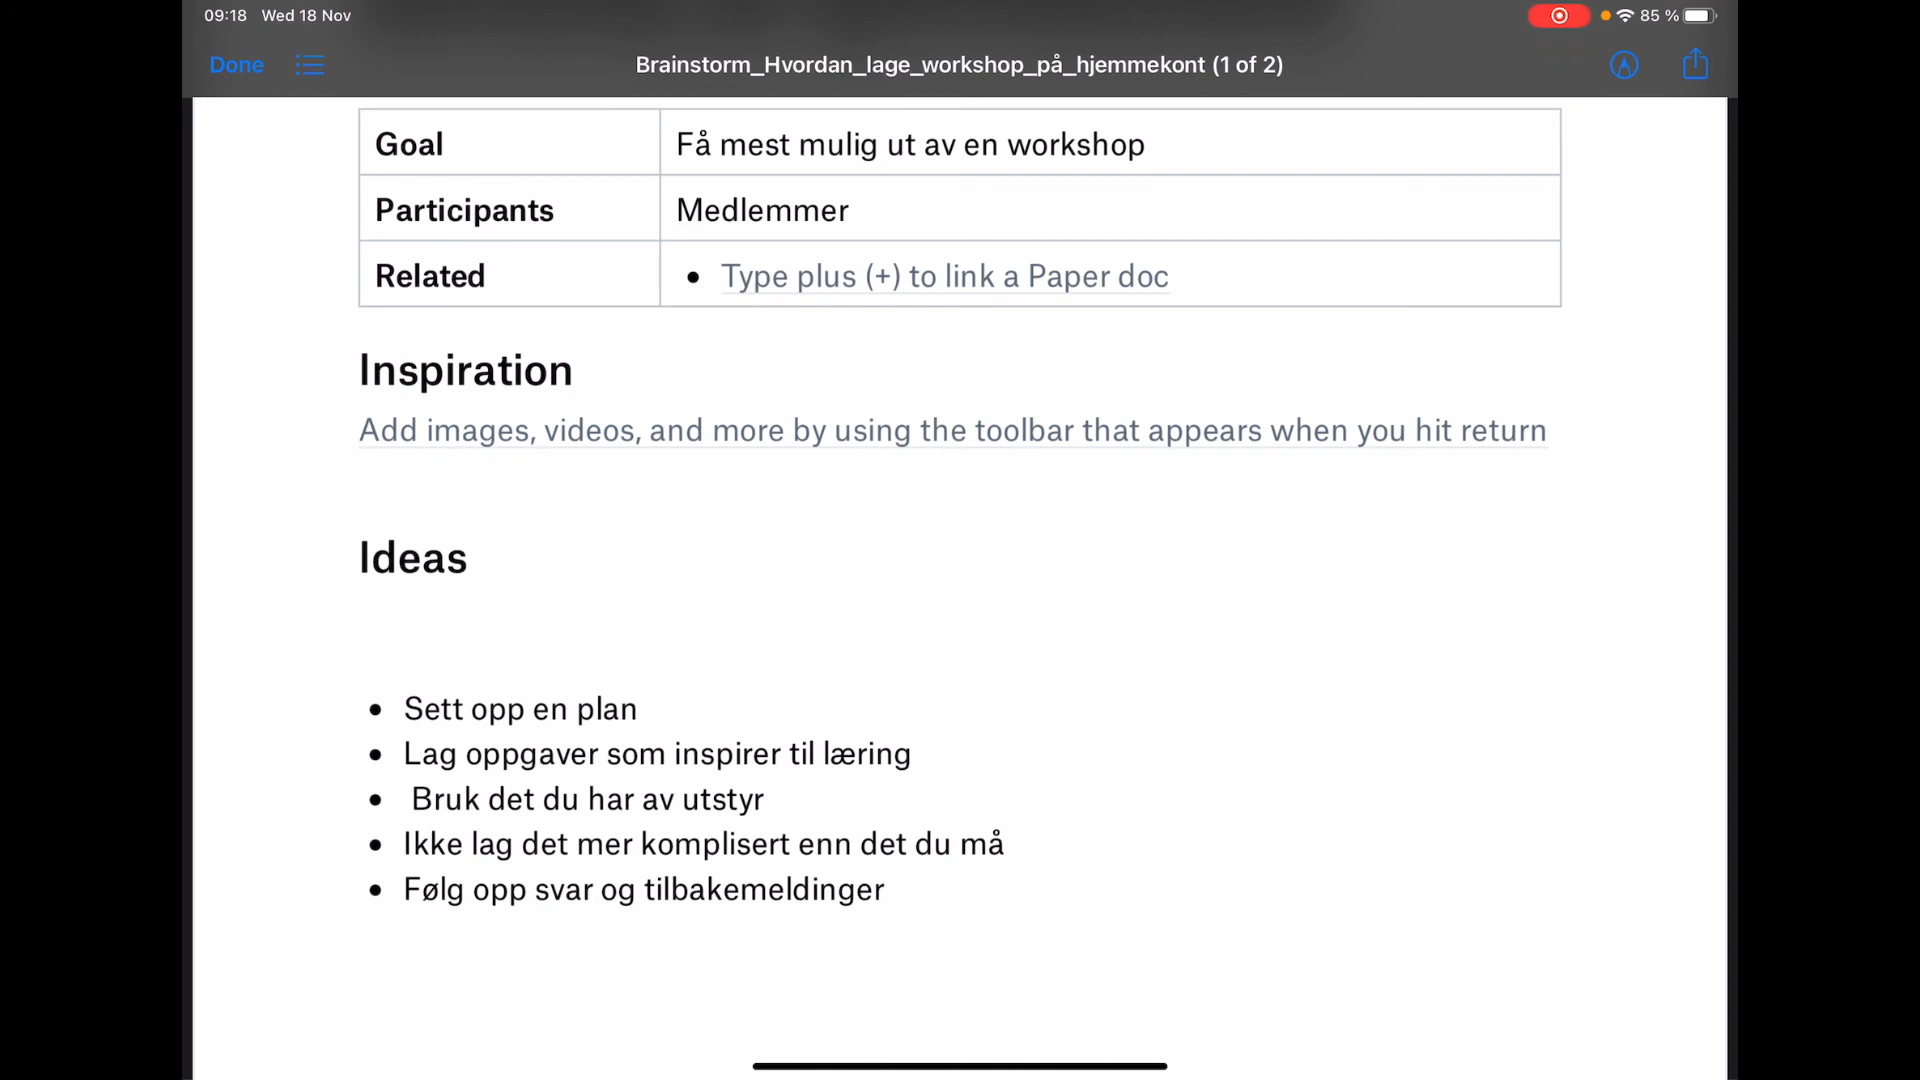 09:18 Wed 18 Nov
85 %
Done
Brainstorm_Hvordan_lage_workshop_på_hjemmekont (1 of 2)
Goal
Få mest mulig ut av en workshop
Participants
Medlemmer
Related
• Type plus (+) to link a Paper doc
Inspiration
Add images, videos, and more by using the toolbar that appears when you hit return
Ideas
• Sett opp en plan
• Lag oppgaver som inspirer til læring
• Bruk det du har av utstyr
• Ikke lag det mer komplisert enn det du må
• Følg opp svar og tilbakemeldinger